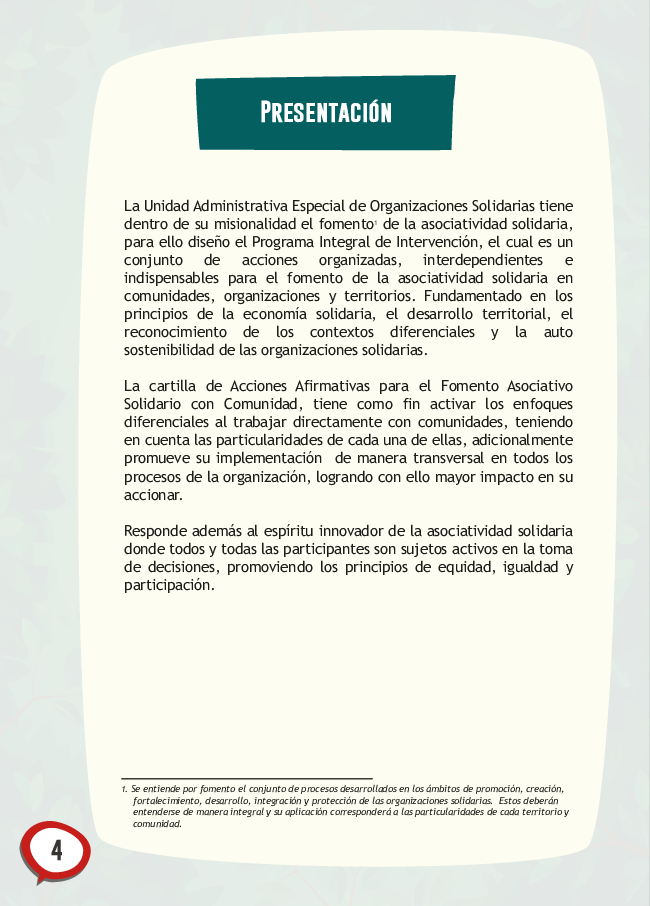 Presentación
La Unidad Administrativa Especial de Organizaciones Solidarias tiene
dentro de su misionalidad el fomento¹ de la asociatividad solidaria,
para ello diseño el Programa Integral de Intervención, el cual es un
conjunto de acciones organizadas, interdependientes e
indispensables para el fomento de la asociatividad solidaria en
comunidades, organizaciones y territorios. Fundamentado en los
principios de la economía solidaria, el desarrollo territorial, el
reconocimiento de los contextos diferenciales y la auto
sostenibilidad de las organizaciones solidarias.
La cartilla de Acciones Afirmativas para el Fomento Asociativo
Solidario con Comunidad, tiene como fin activar los enfoques
diferenciales al trabajar directamente con comunidades, teniendo
en cuenta las particularidades de cada una de ellas, adicionalmente
promueve su implementación de manera transversal en todos los
procesos de la organización, logrando con ello mayor impacto en su
accionar.
Responde además al espíritu innovador de la asociatividad solidaria
donde todos y todas las participantes son sujetos activos en la toma
de decisiones, promoviendo los principios de equidad, igualdad y
participación.
1. Se entiende por fomento el conjunto de procesos desarrollados en los ámbitos de promoción, creación,
fortalecimiento, desarrollo, integración y protección de las organizaciones solidarias. Estos deberán
entenderse de manera integral y su aplicación corresponderá a las particularidades de cada territorio y
comunidad.
4